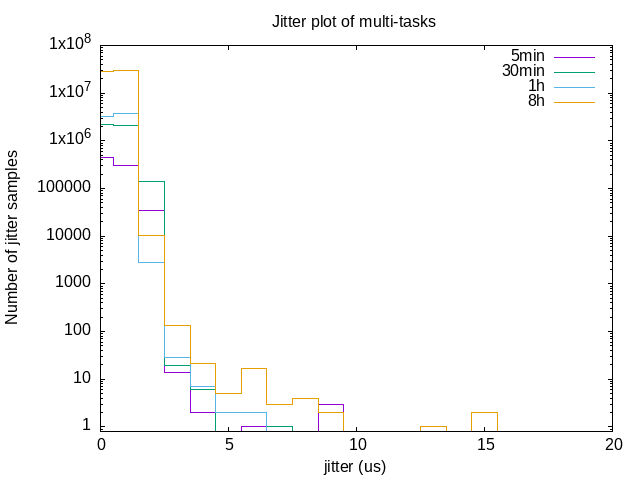 Jitter plot of multi-tasks
1x10^8
1x10^7
1x10^6
100000
10000
1000
100
10
1
0 5 10 15 20
Number of jitter samples
jitter (us)
5min
30min
1h
8h